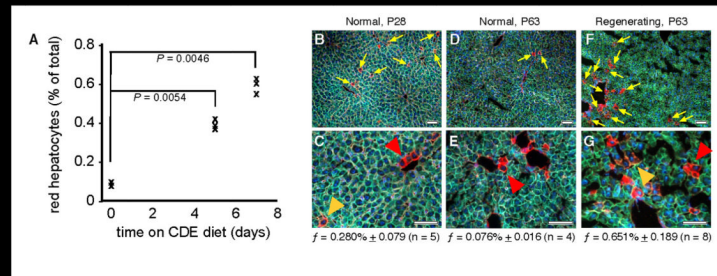 Normal, P28
Normal, P63
Regenerating, P63
A
B
D
F
0.8
0.6
0.4
0.2
0
red hepatocytes (% of total)
P = 0.0046
P = 0.0054
0
2
4
6
8
time on CDE diet (days)
C
E
G
ƒ = 0.280% ± 0.079 (n = 5)
ƒ = 0.076% ± 0.016 (n = 4)
ƒ = 0.651% ± 0.189 (n = 8)